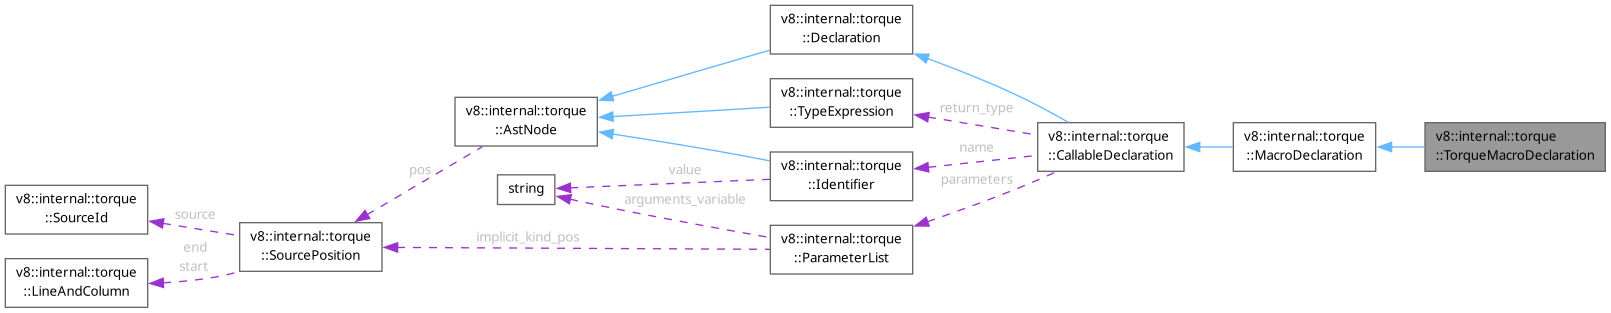 v8::internal::torque
::SourceId
v8::internal::torque
::LineAndColumn
source
end
start
v8::internal::torque
::SourcePosition
pos
implicit_kind_pos
v8::internal::torque
::AstNode
string
value
arguments_variable
v8::internal::torque
::Declaration
v8::internal::torque
::TypeExpression
v8::internal::torque
::Identifier
v8::internal::torque
::ParameterList
return_type
name
parameters
v8::internal::torque
::CallableDeclaration
v8::internal::torque
::MacroDeclaration
v8::internal::torque
::TorqueMacroDeclaration